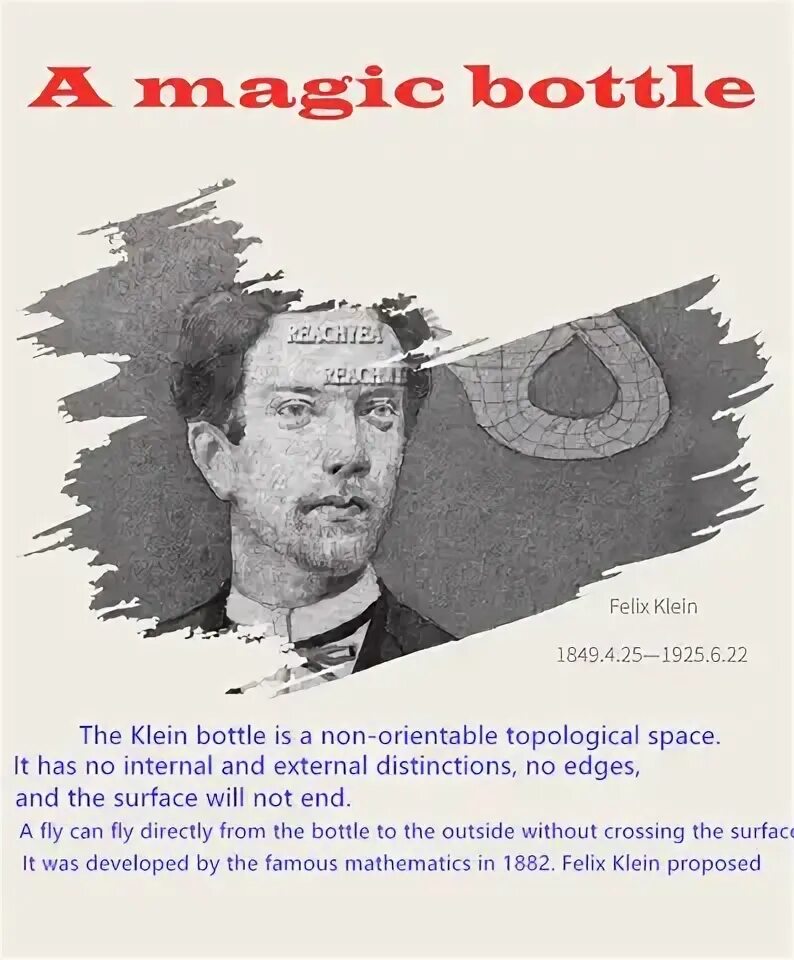 A magic bottle
REACHYEA
Felix Klein
1849.4.25—1925.6.22
The Klein bottle is a non-orientable topological space.
It has no internal and external distinctions, no edges,
and the surface will not end.
A fly can fly directly from the bottle to the outside without crossing the surface
It was developed by the famous mathematics in 1882. Felix Klein proposed